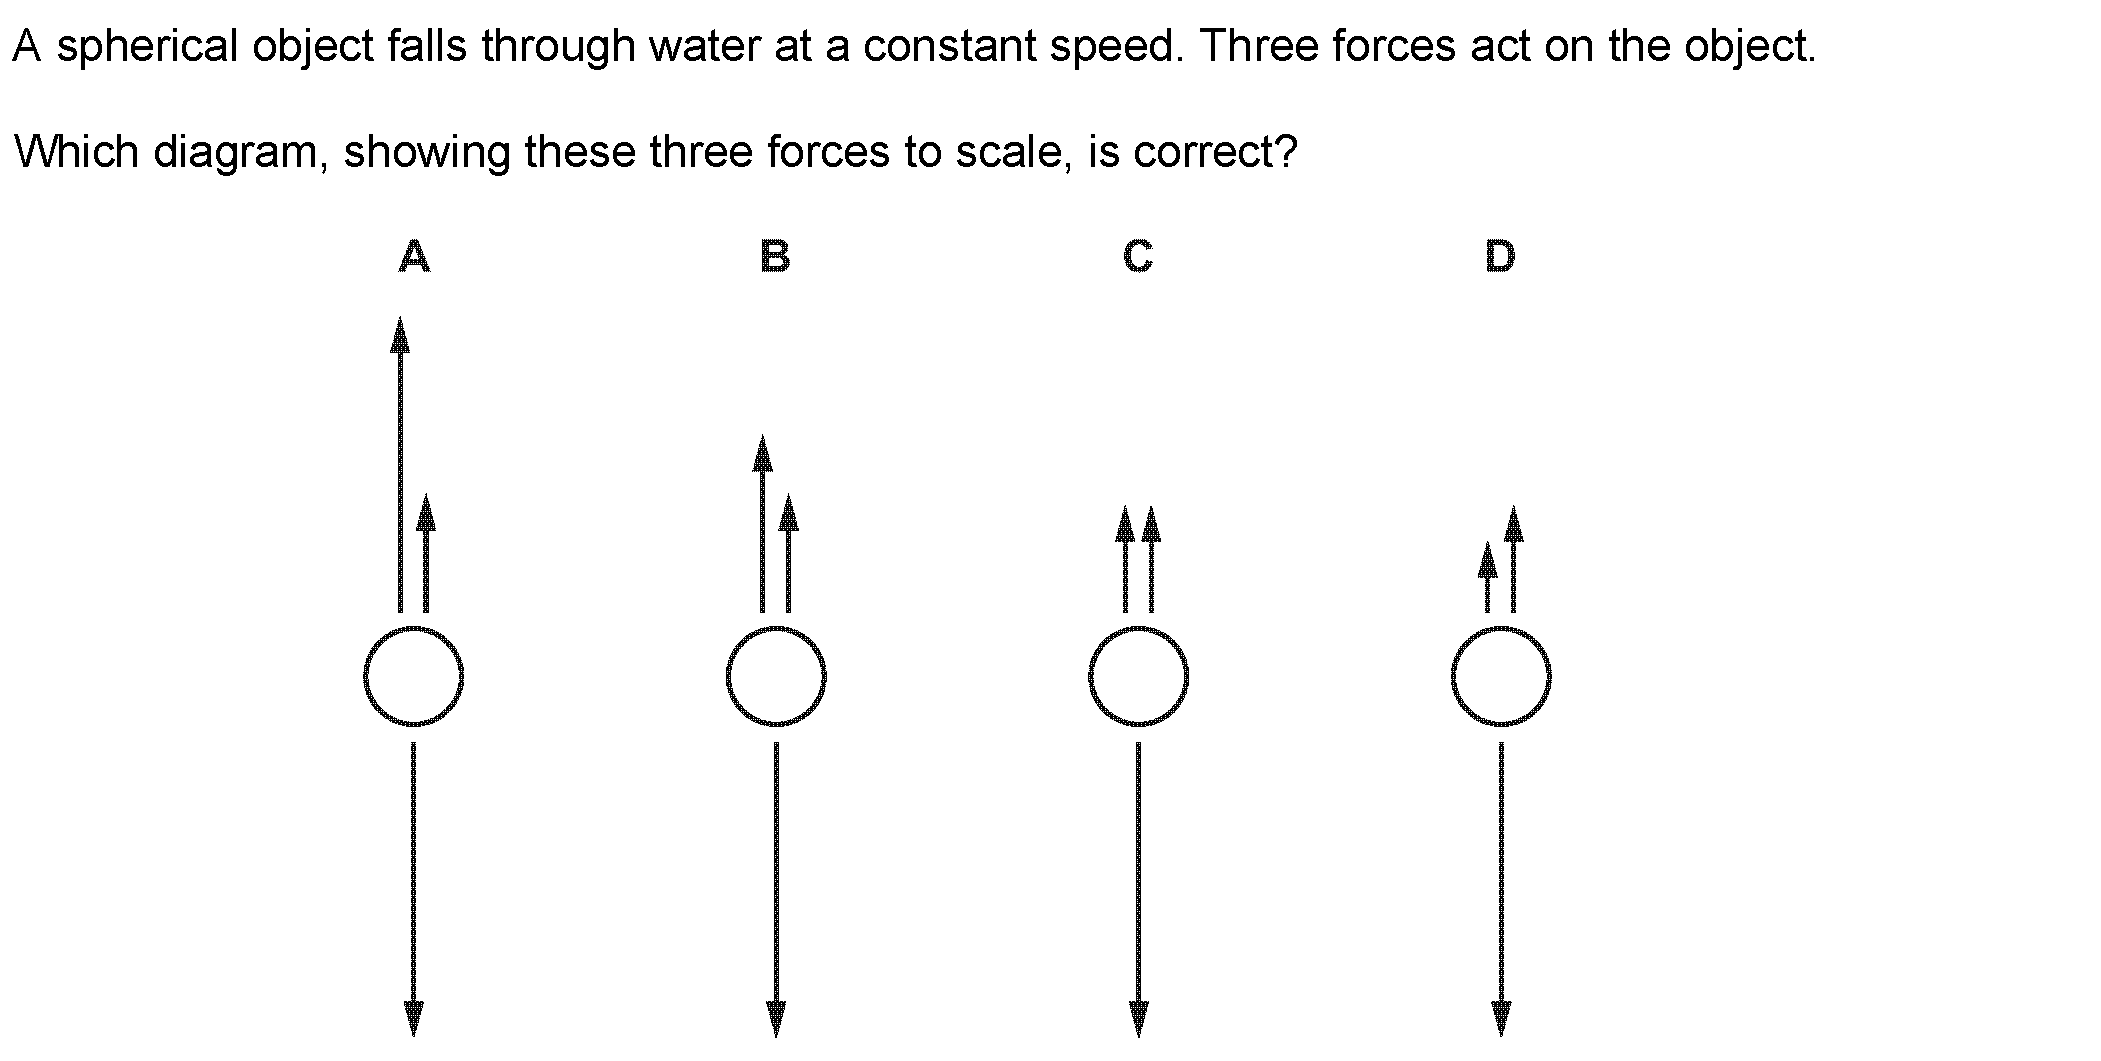 A spherical object falls through water at a constant speed. Three forces act on the object.
Which diagram, showing these three forces to scale, is correct?
A B C D